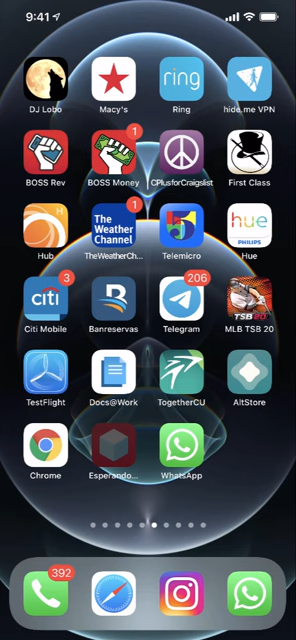 9:41
DJ Lobo
Macy's
ring
Ring
hide.me VPN
BOSS Rev
1
BOSS Money
CPlusforCraigslist
First Class
H
Hub
The
Weather
Channel
1
TheWeatherCh...
5
Telemicro
hue
PHILIPS
Hue
citi
3
Citi Mobile
Banreservas
206
Telegram
TSB20
MLB TSB 20
TestFlight
Docs@Work
TogetherCU
AltStore
Chrome
Esperando...
WhatsApp
392